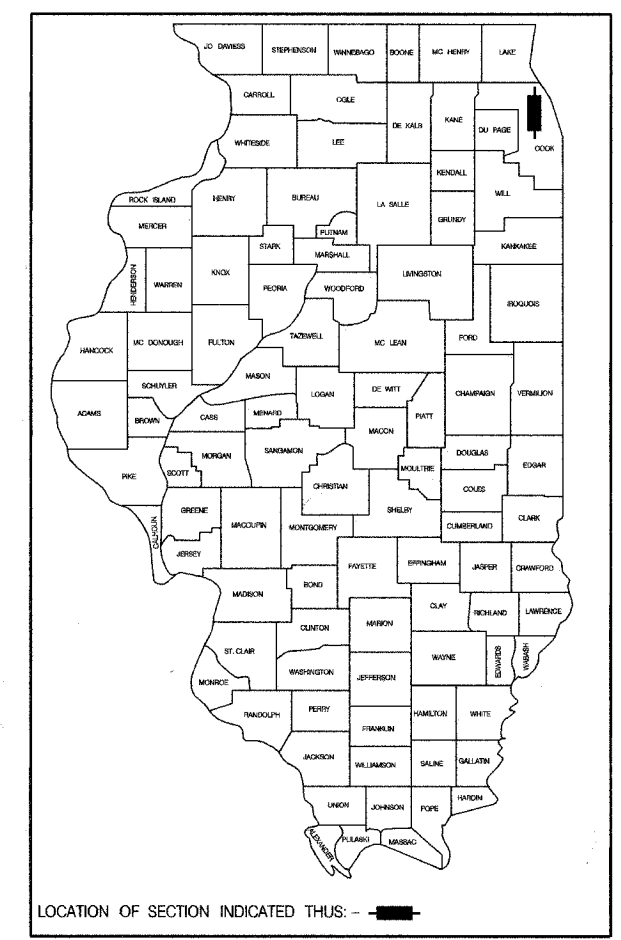 JO DAVIESS STEPHENSON WINNEBAGO BOONE MC HENRY LAKE
CARROLL OGLE DE KALB KANE DU PAGE COOK
WHITESIDE LEE KENDALL WILL
ROCK ISLAND HENRY BUREAU LA SALLE GRUNDY
MERCER PUTNAM
STARK MARSHALL KANKAKEE
HENDERSON WARREN KNOX PEORIA WOODFORD LIVINGSTON IROQUOIS
HANCOCK MC DONOUGH FULTON TAZEWELL MC LEAN FORD
MASON
SCHUYLER LOGAN DE WITT CHAMPAIGN VERMILION
ADAMS BROWN CASS MENARD PIATT
MACON
MORGAN SANGAMON DOUGLAS EDGAR
PIKE SCOTT MOULTRIE
CHRISTIAN COLES
GREENE SHELBY
CALHOUN MACOUPIN MONTGOMERY CUMBERLAND CLARK
JERSEY FAYETTE EFFINGHAM JASPER CRAWFORD
MADISON BOND
CLAY RICHLAND LAWRENCE
CLINTON MARION
ST. CLAIR WAYNE EDWARDS WABASH
WASHINGTON JEFFERSON
MONROE
RANDOLPH PERRY HAMILTON WHITE
FRANKLIN
JACKSON WILLIAMSON SALINE GALLATIN
UNION JOHNSON POPE HARDIN
ALEXANDER PULASKI MASSAC
LOCATION OF SECTION INDICATED THUS: -